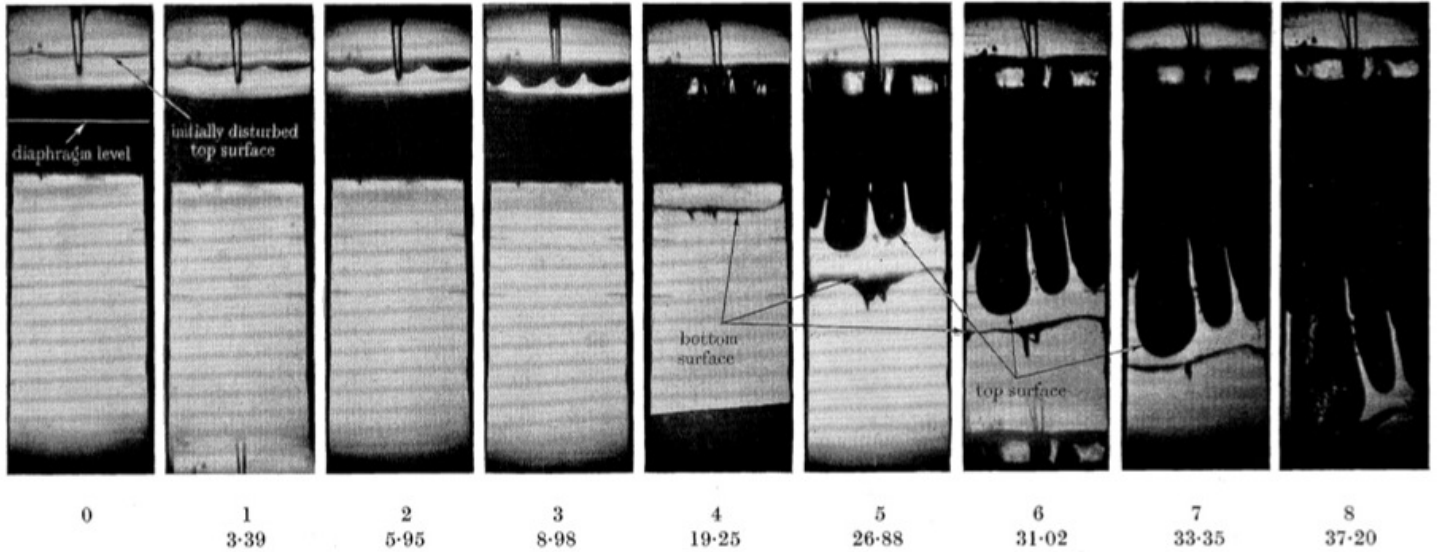 initially disturbed
top surface
diaphragm level
bottom
surface
top surface
0 1 2 3 4 5 6 7 8
3·39 5·95 8·98 19·25 26·88 31·02 33·35 37·20